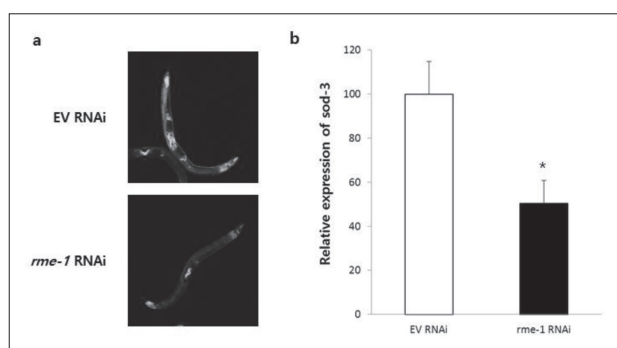 a
EV RNAi
rme-1 RNAi
b
Relative expression of sod-3
120
100
80
60
40
20
0
*
EV RNAi
rme-1 RNAi